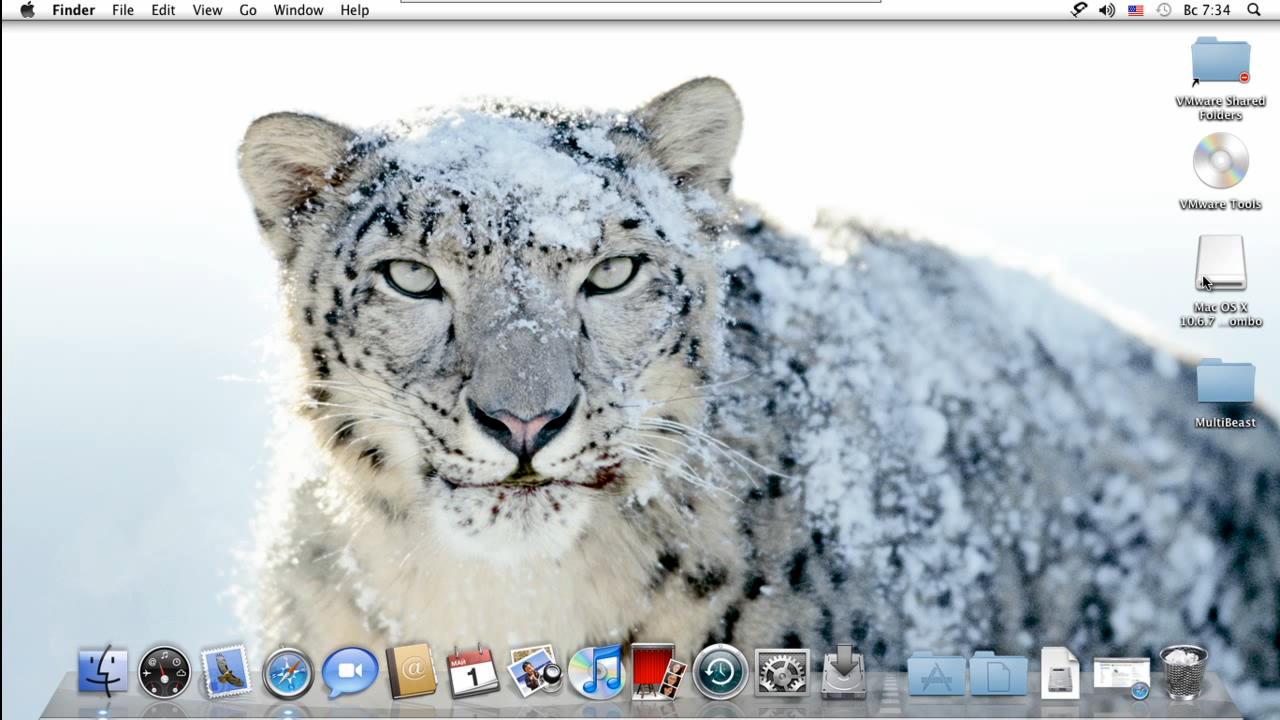 Finder File Edit View Go Window Help Вс 7:34
VMware Shared
Folders
VMware Tools
Mac OS X
10.6.7 ...ombo
MultiBeast
МАЙ
1